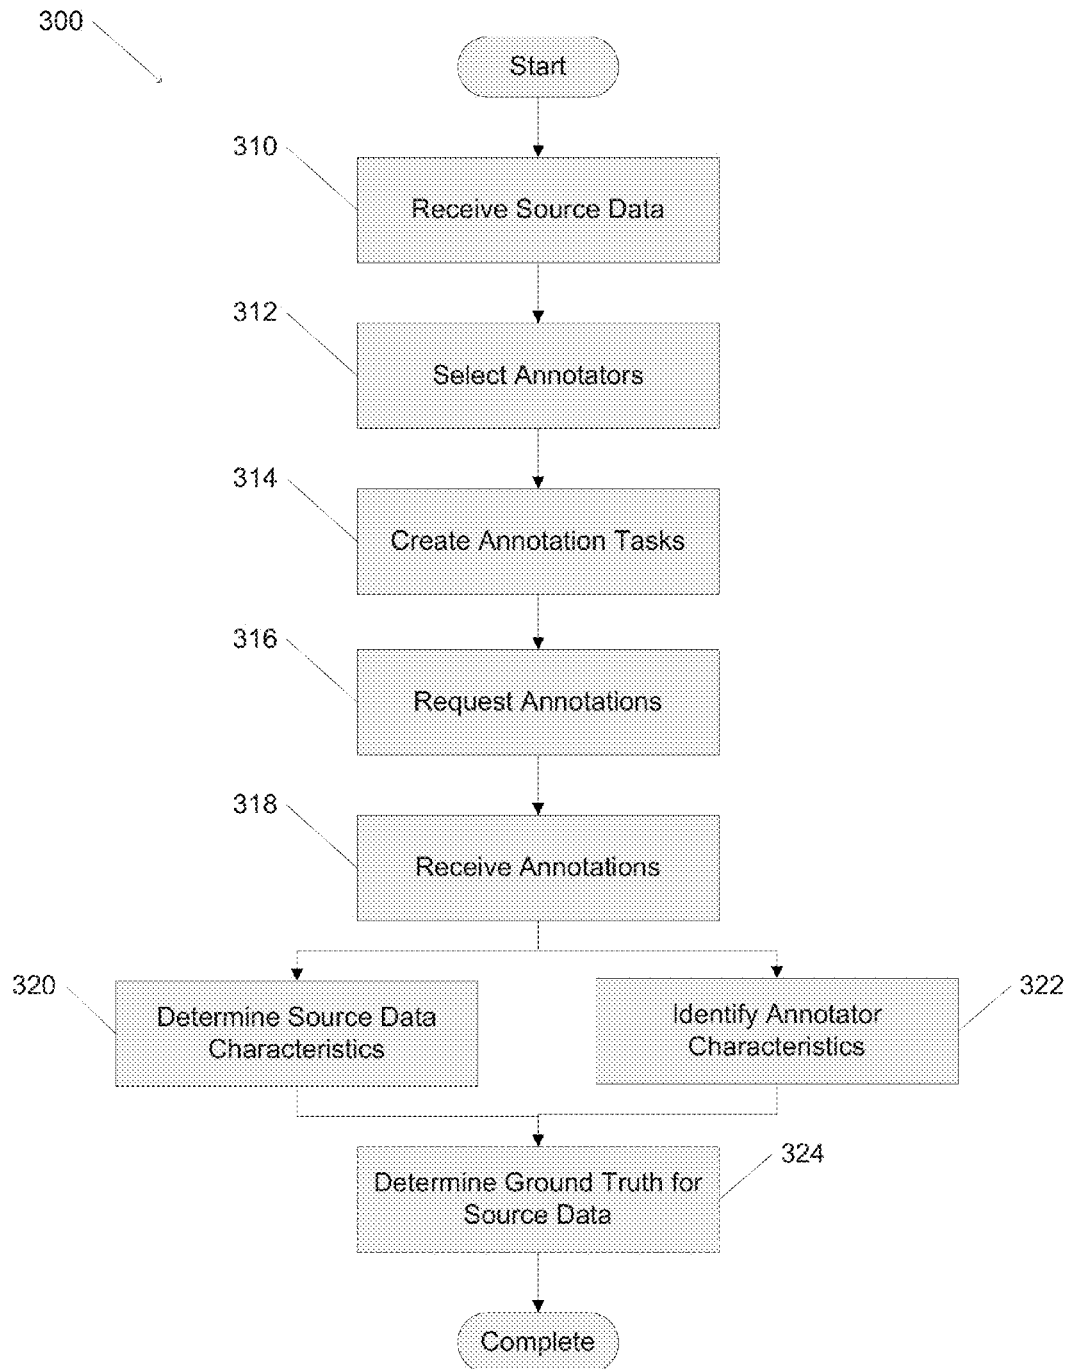 300
Start
310
Receive Source Data
312
Select Annotators
314
Create Annotation Tasks
316
Request Annotations
318
Receive Annotations
320
Determine Source Data
Characteristics
Identify Annotator
Characteristics
322
Determine Ground Truth for
Source Data
324
Complete